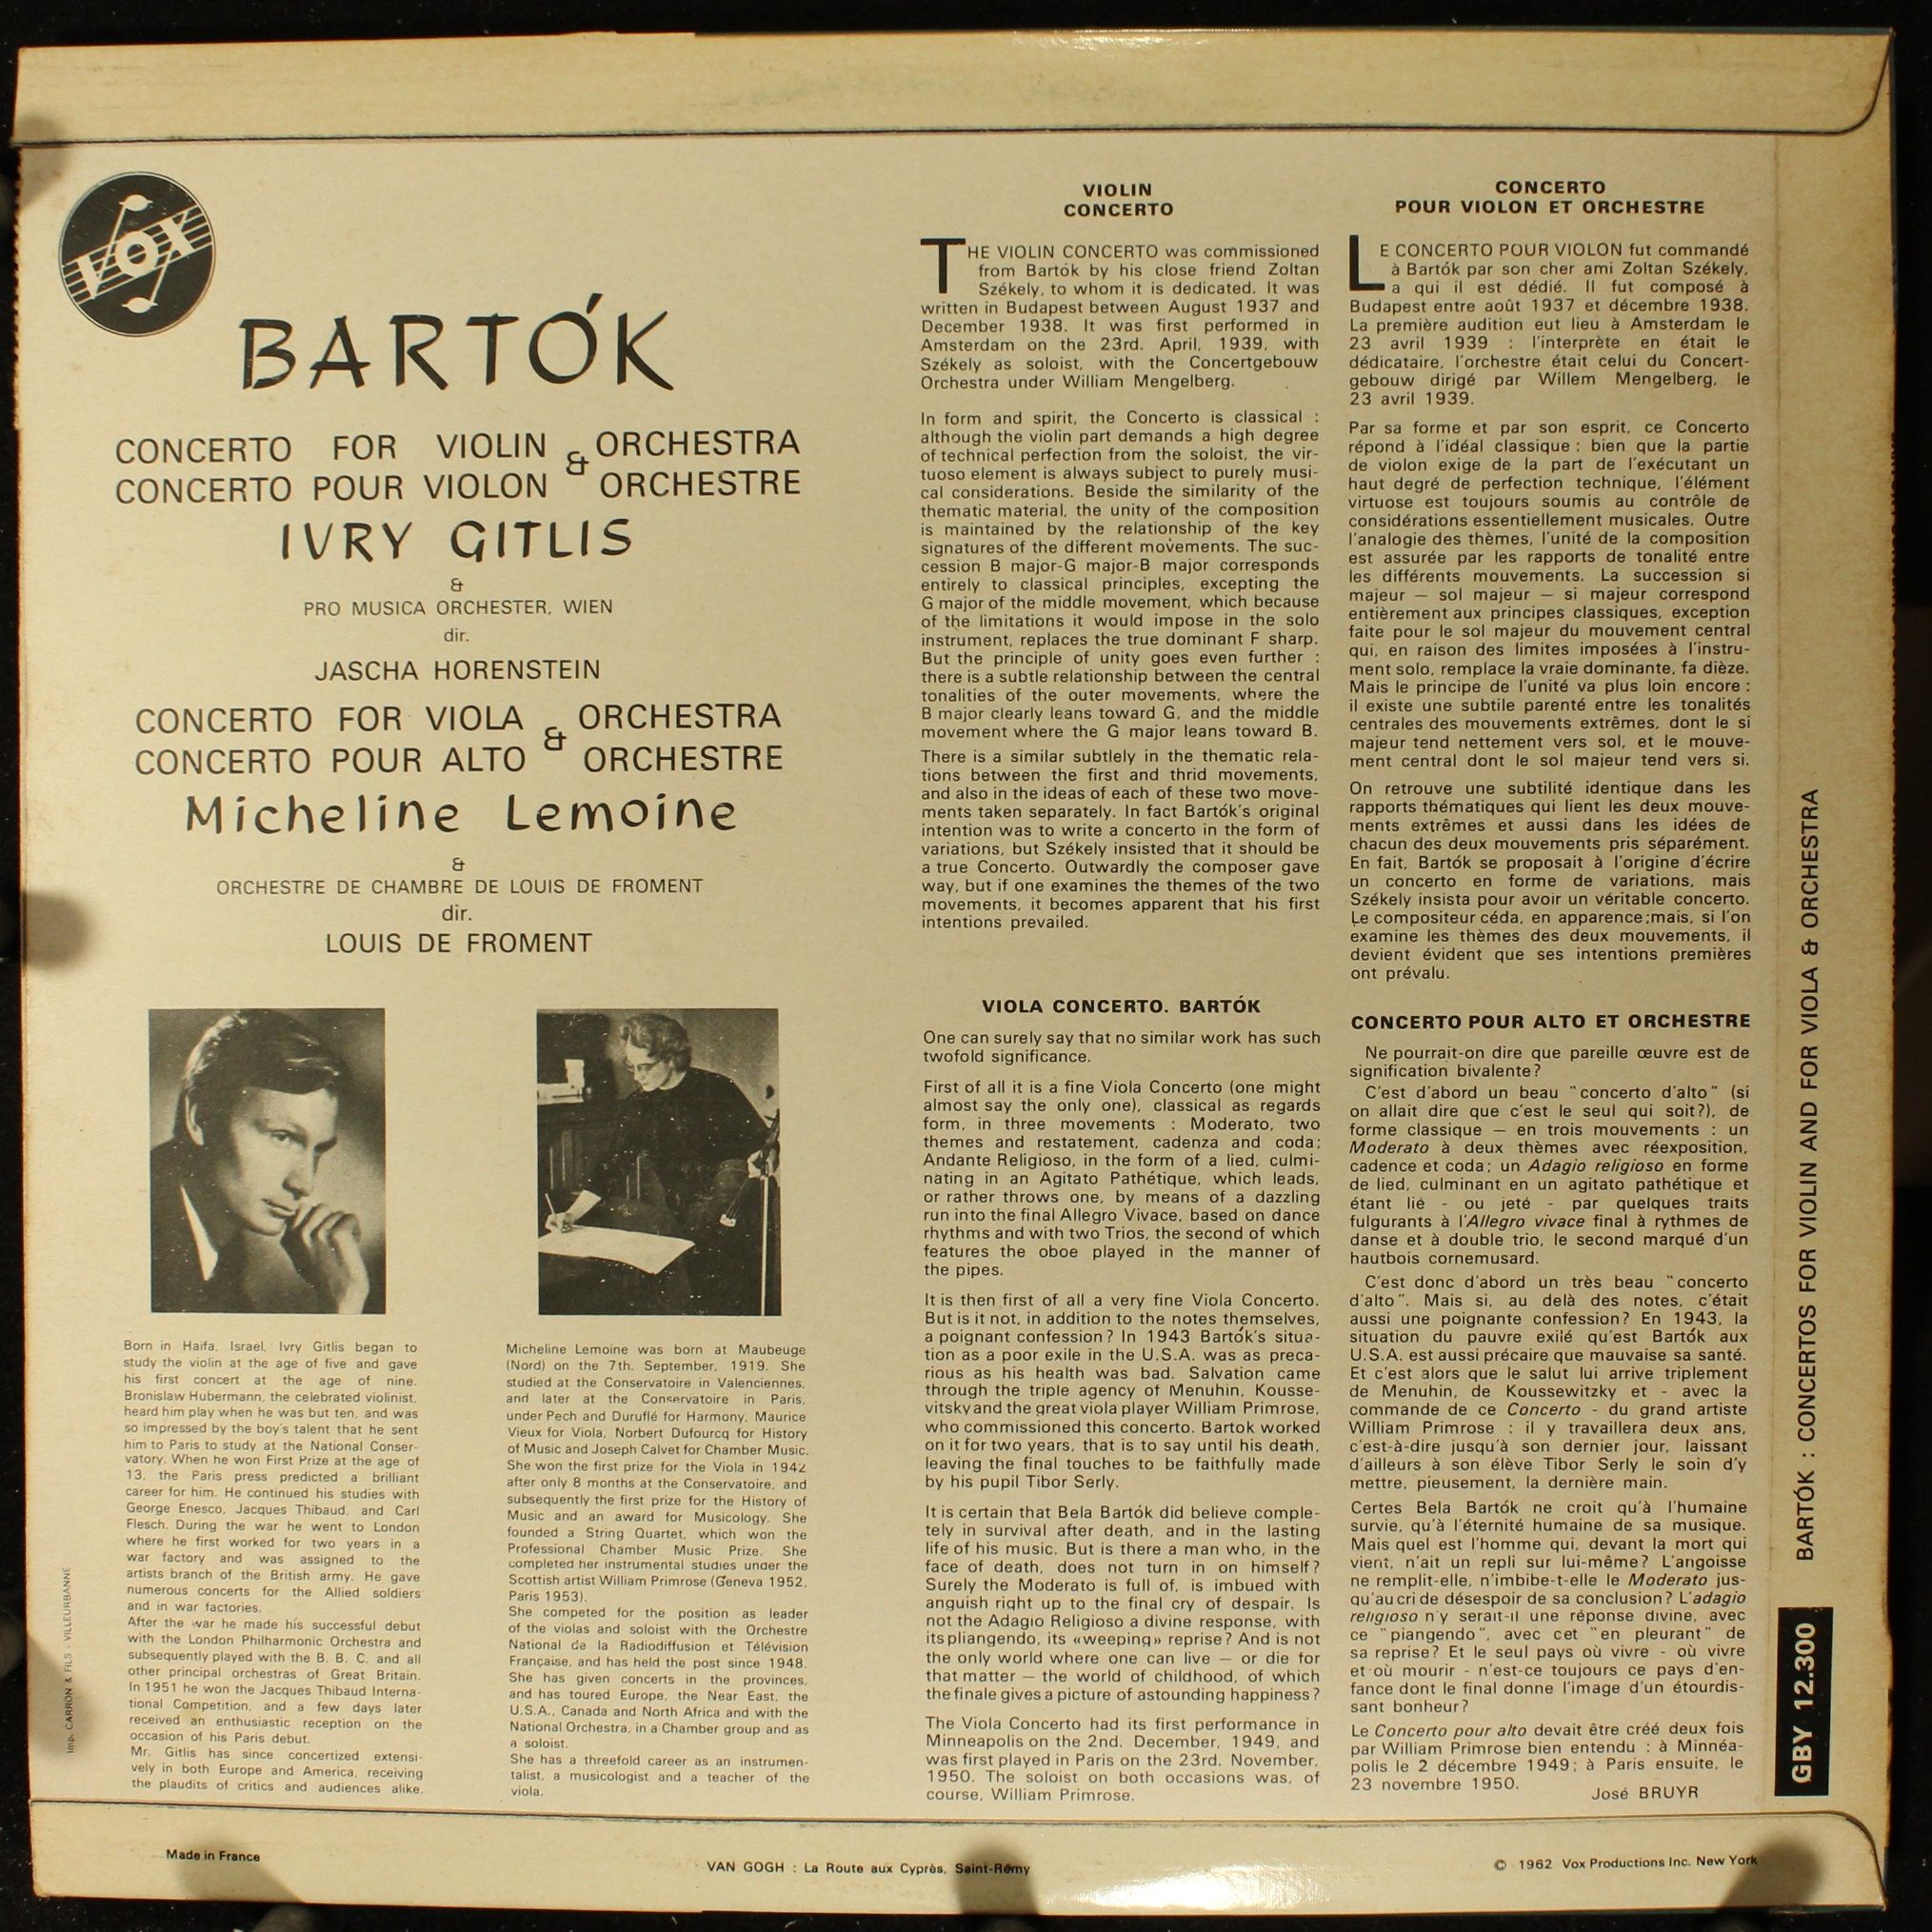 VOX
BARTÓK
CONCERTO FOR VIOLIN & ORCHESTRA
CONCERTO POUR VIOLON & ORCHESTRE
IVRY GITLIS
&
PRO MUSICA ORCHESTER, WIEN
dir.
JASCHA HORENSTEIN
CONCERTO FOR VIOLA & ORCHESTRA
CONCERTO POUR ALTO & ORCHESTRE
Micheline Lemoine
&
ORCHESTRE DE CHAMBRE DE LOUIS DE FROMENT
dir.
LOUIS DE FROMENT
Born in Haifa, Israel, Ivry Gitlis began to
study the violin at the age of five and gave
his first concert at the age of nine.
Bronislaw Hubermann, the celebrated violinist,
heard him play when he was but ten, and was
so impressed by the boy's talent that he sent
him to Paris to study at the National Conser-
vatory. When he won First Prize at the age of
13, the Paris press predicted a brilliant
career for him. He continued his studies with
George Enesco, Jacques Thibaud, and Carl
Flesch. During the war he went to London
where he first worked for two years in a
war factory and was assigned to the
artists branch of the British army. He gave
numerous concerts for the Allied soldiers
and in war factories.
After the war he made his successful debut
with the London Philharmonic Orchestra and
subsequently played with the B. B. C. and all
other principal orchestras of Great Britain.
In 1951 he won the Jacques Thibaud Interna-
tional Competition, and a few days later
received an enthusiastic reception on the
occasion of his Paris debut.
Mr. Gitlis has since concertized extensi-
vely in both Europe and America, receiving
the plaudits of critics and audiences alike.
Micheline Lemoine was born at Maubeuge
(Nord) on the 7th. September, 1919. She
studied at the Conservatoire in Valenciennes,
and later at the Conservatoire in Paris,
under Pech and Duruflé for Harmony, Maurice
Vieux for Viola, Norbert Dufourcq for History
of Music and Joseph Calvet for Chamber Music.
She won the first prize for the Viola in 1942
after only 8 months at the Conservatoire, and
subsequently the first prize for the History of
Music and an award for Musicology. She
founded a String Quartet, which won the
Professional Chamber Music Prize. She
completed her instrumental studies under the
Scottish artist William Primrose (Geneva 1952,
Paris 1953).
She competed for the position as leader
of the violas and soloist with the Orchestre
National de la Radiodiffusion et Télévision
Française, and has held the post since 1948.
She has given concerts in the provinces,
and has toured Europe, the Near East, the
U.S.A., Canada and North Africa and with the
National Orchestra, in a Chamber group and as
a soloist.
She has a threefold career as an instrumen-
talist, a musicologist and a teacher of the
viola.
VIOLIN
CONCERTO
THE VIOLIN CONCERTO was commissioned
from Bartók by his close friend Zoltan
Székely, to whom it is dedicated. It was
written in Budapest between August 1937 and
December 1938. It was first performed in
Amsterdam on the 23rd. April, 1939, with
Székely as soloist, with the Concertgebouw
Orchestra under William Mengelberg.
In form and spirit, the Concerto is classical :
although the violin part demands a high degree
of technical perfection from the soloist, the vir-
tuoso element is always subject to purely musi-
cal considerations. Beside the similarity of the
thematic material, the unity of the composition
is maintained by the relationship of the key
signatures of the different movements. The suc-
cession B major-G major-B major corresponds
entirely to classical principles, excepting the
G major of the middle movement, which because
of the limitations it would impose in the solo
instrument, replaces the true dominant F sharp.
But the principle of unity goes even further :
there is a subtle relationship between the central
tonalities of the outer movements, where the
B major clearly leans toward G, and the middle
movement where the G major leans toward B.
There is a similar subtlely in the thematic rela-
tions between the first and thrid movements,
and also in the ideas of each of these two move-
ments taken separately. In fact Bartók's original
intention was to write a concerto in the form of
variations, but Székely insisted that it should be
a true Concerto. Outwardly the composer gave
way, but if one examines the themes of the two
movements, it becomes apparent that his first
intentions prevailed.
VIOLA CONCERTO. BARTÓK
One can surely say that no similar work has such
twofold significance.
First of all it is a fine Viola Concerto (one might
almost say the only one), classical as regards
form, in three movements : Moderato, two
themes and restatement, cadenza and coda;
Andante Religioso, in the form of a lied, culmi-
nating in an Agitato Pathétique, which leads,
or rather throws one, by means of a dazzling
run into the final Allegro Vivace, based on dance
rhythms and with two Trios, the second of which
features the oboe played in the manner of
the pipes.
It is then first of all a very fine Viola Concerto.
But is it not, in addition to the notes themselves,
a poignant confession? In 1943 Bartók's situa-
tion as a poor exile in the U.S.A. was as preca-
rious as his health was bad. Salvation came
through the triple agency of Menuhin, Kousse-
vitsky and the great viola player William Primrose,
who commissioned this concerto. Bartok worked
on it for two years, that is to say until his death,
leaving the final touches to be faithfully made
by his pupil Tibor Serly.
It is certain that Bela Bartók did believe comple-
tely in survival after death, and in the lasting
life of his music. But is there a man who, in the
face of death, does not turn in on himself?
Surely the Moderato is full of, is imbued with
anguish right up to the final cry of despair. Is
not the Adagio Religioso a divine response, with
its pliangendo, its «weeping» reprise? And is not
the only world where one can live — or die for
that matter — the world of childhood, of which
the finale gives a picture of astounding happiness?
The Viola Concerto had its first performance in
Minneapolis on the 2nd. December, 1949, and
was first played in Paris on the 23rd. November,
1950. The soloist on both occasions was, of
course, William Primrose.
CONCERTO
POUR VIOLON ET ORCHESTRE
LE CONCERTO POUR VIOLON fut commandé
à Bartók par son cher ami Zoltan Székely,
a qui il est dédié. Il fut composé à
Budapest entre août 1937 et décembre 1938.
La première audition eut lieu à Amsterdam le
23 avril 1939 : l'interprète en était le
dédicataire, l'orchestre était celui du Concert-
gebouw dirigé par Willem Mengelberg, le
23 avril 1939.
Par sa forme et par son esprit, ce Concerto
répond à l'idéal classique : bien que la partie
de violon exige de la part de l'exécutant un
haut degré de perfection technique, l'élément
virtuose est toujours soumis au contrôle de
considérations essentiellement musicales. Outre
l'analogie des thèmes, l'unité de la composition
est assurée par les rapports de tonalité entre
les différents mouvements. La succession si
majeur — sol majeur — si majeur correspond
entièrement aux principes classiques, exception
faite pour le sol majeur du mouvement central
qui, en raison des limites imposées à l'instru-
ment solo, remplace la vraie dominante, fa dièze.
Mais le principe de l'unité va plus loin encore :
il existe une subtile parenté entre les tonalités
centrales des mouvements extrêmes, dont le si
majeur tend nettement vers sol, et le mouve-
ment central dont le sol majeur tend vers si.
On retrouve une subtilité identique dans les
rapports thématiques qui lient les deux mouve-
ments extrêmes et aussi dans les idées de
chacun des deux mouvements pris séparément.
En fait, Bartók se proposait à l'origine d'écrire
un concerto en forme de variations, mais
Székely insista pour avoir un véritable concerto.
Le compositeur céda, en apparence;mais, si l'on
examine les thèmes des deux mouvements, il
devient évident que ses intentions premières
ont prévalu.
CONCERTO POUR ALTO ET ORCHESTRE
Ne pourrait-on dire que pareille œuvre est de
signification bivalente?
C'est d'abord un beau "concerto d'alto" (si
on allait dire que c'est le seul qui soit?), de
forme classique — en trois mouvements : un
Moderato à deux thèmes avec réexposition,
cadence et coda; un Adagio religioso en forme
de lied, culminant en un agitato pathétique et
étant lié - ou jeté - par quelques traits
fulgurants à l'Allegro vivace final à rythmes de
danse et à double trio, le second marqué d'un
hautbois cornemusard.
C'est donc d'abord un très beau "concerto
d'alto". Mais si, au delà des notes, c'était
aussi une poignante confession? En 1943, la
situation du pauvre exilé qu'est Bartók aux
U.S.A. est aussi précaire que mauvaise sa santé.
Et c'est alors que le salut lui arrive triplement
de Menuhin, de Koussewitzky et - avec la
commande de ce Concerto - du grand artiste
William Primrose : il y travaillera deux ans,
c'est-à-dire jusqu'à son dernier jour, laissant
d'ailleurs à son élève Tibor Serly le soin d'y
mettre, pieusement, la dernière main.
Certes Bela Bartók ne croit qu'à l'humaine
survie, qu'à l'éternité humaine de sa musique.
Mais quel est l'homme qui, devant la mort qui
vient, n'ait un repli sur lui-même? L'angoisse
ne remplit-elle, n'imbibe-t-elle le Moderato jus-
qu'au cri de désespoir de sa conclusion? L'adagio
religioso n'y serait-il une réponse divine, avec
ce "piangendo", avec cet "en pleurant" de
sa reprise? Et le seul pays où vivre - où vivre
et où mourir - n'est-ce toujours ce pays d'en-
fance dont le final donne l'image d'un étourdis-
sant bonheur?
Le Concerto pour alto devait être créé deux fois
par William Primrose bien entendu : à Minnéa-
polis le 2 décembre 1949; à Paris ensuite, le
23 novembre 1950.
José BRUYR
BARTÓK : CONCERTOS FOR VIOLIN AND FOR VIOLA & ORCHESTRA
GBY 12.300
Imp. CARRON & FILS - VILLEURBANNE
Made in France
VAN GOGH : La Route aux Cyprès, Saint-Rémy
© 1962 Vox Productions Inc. New York